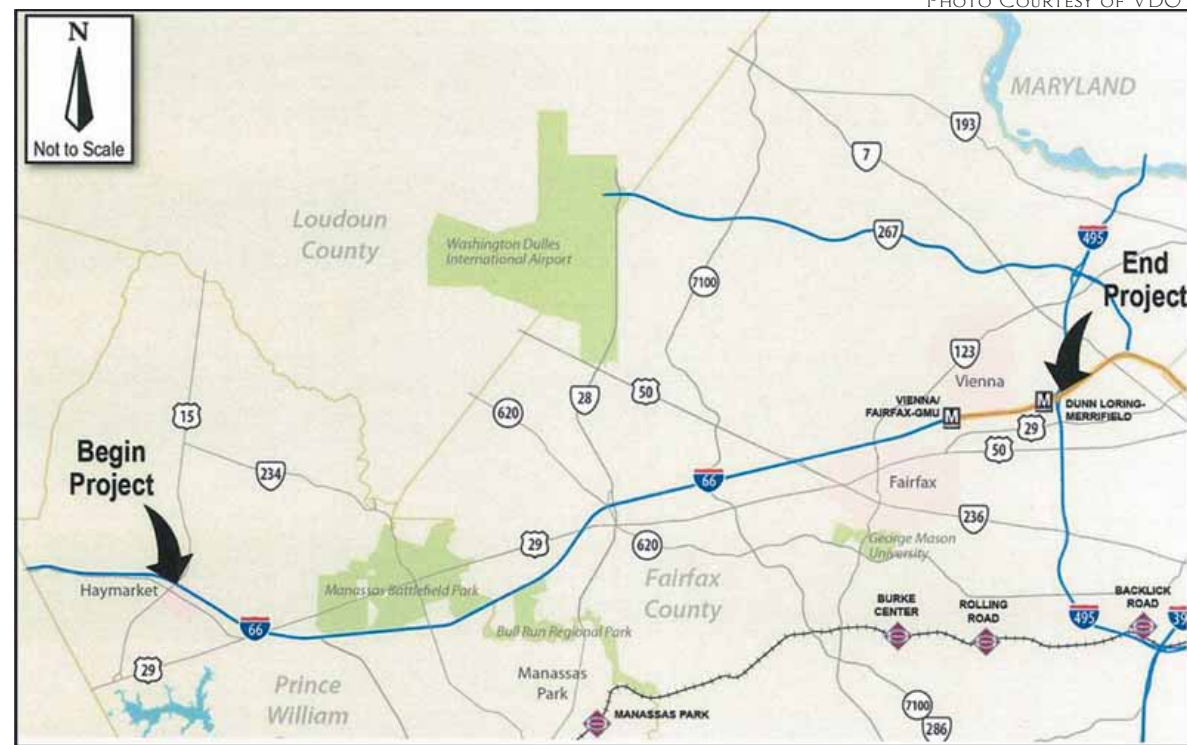 PHOTO COURTESY OF VDO
N
Not to Scale
MARYLAND
193
7
Loudoun
County
Washington Dulles
International Airport
267
495
End
Project
7100
123
Vienna
15
620
28
50
VIENNA/
FAIRFAX-GMU
M
M
DUNN LORING-
MERRIFIELD
29
50
Begin
Project
234
66
Fairfax
236
29
620
George Mason
University
Haymarket
Manassas Battlefield Park
Fairfax
County
66
Bull Run Regional Park
BURKE
CENTER
ROLLING
ROAD
BACKLICK
ROAD
495
39
29
Prince
William
Manassas
Park
MANASSAS PARK
7100
286